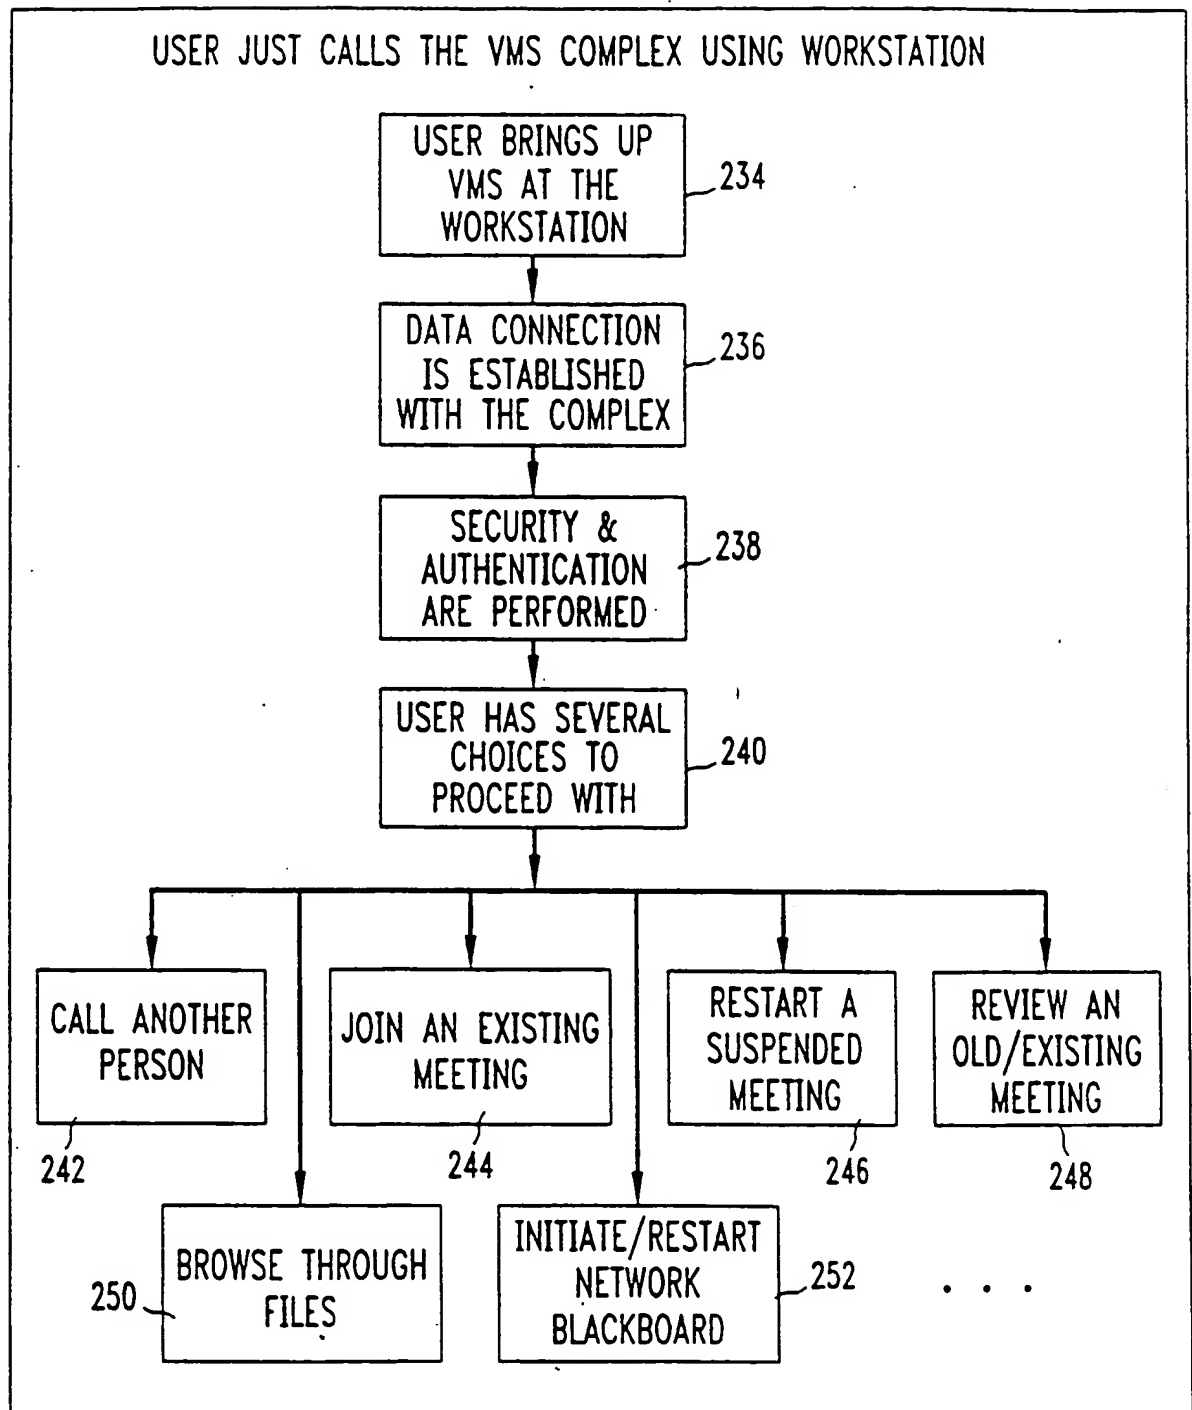 USER JUST CALLS THE VMS COMPLEX USING WORKSTATION
USER BRINGS UP
VMS AT THE
WORKSTATION
234
DATA CONNECTION
IS ESTABLISHED
WITH THE COMPLEX
236
SECURITY &
AUTHENTICATION
ARE PERFORMED
238
USER HAS SEVERAL
CHOICES TO
PROCEED WITH
240
CALL ANOTHER
PERSON
242
JOIN AN EXISTING
MEETING
244
RESTART A
SUSPENDED
MEETING
246
REVIEW AN
OLD/EXISTING
MEETING
248
BROWSE THROUGH
FILES
250
INITIATE/RESTART
NETWORK
BLACKBOARD
252
. . .